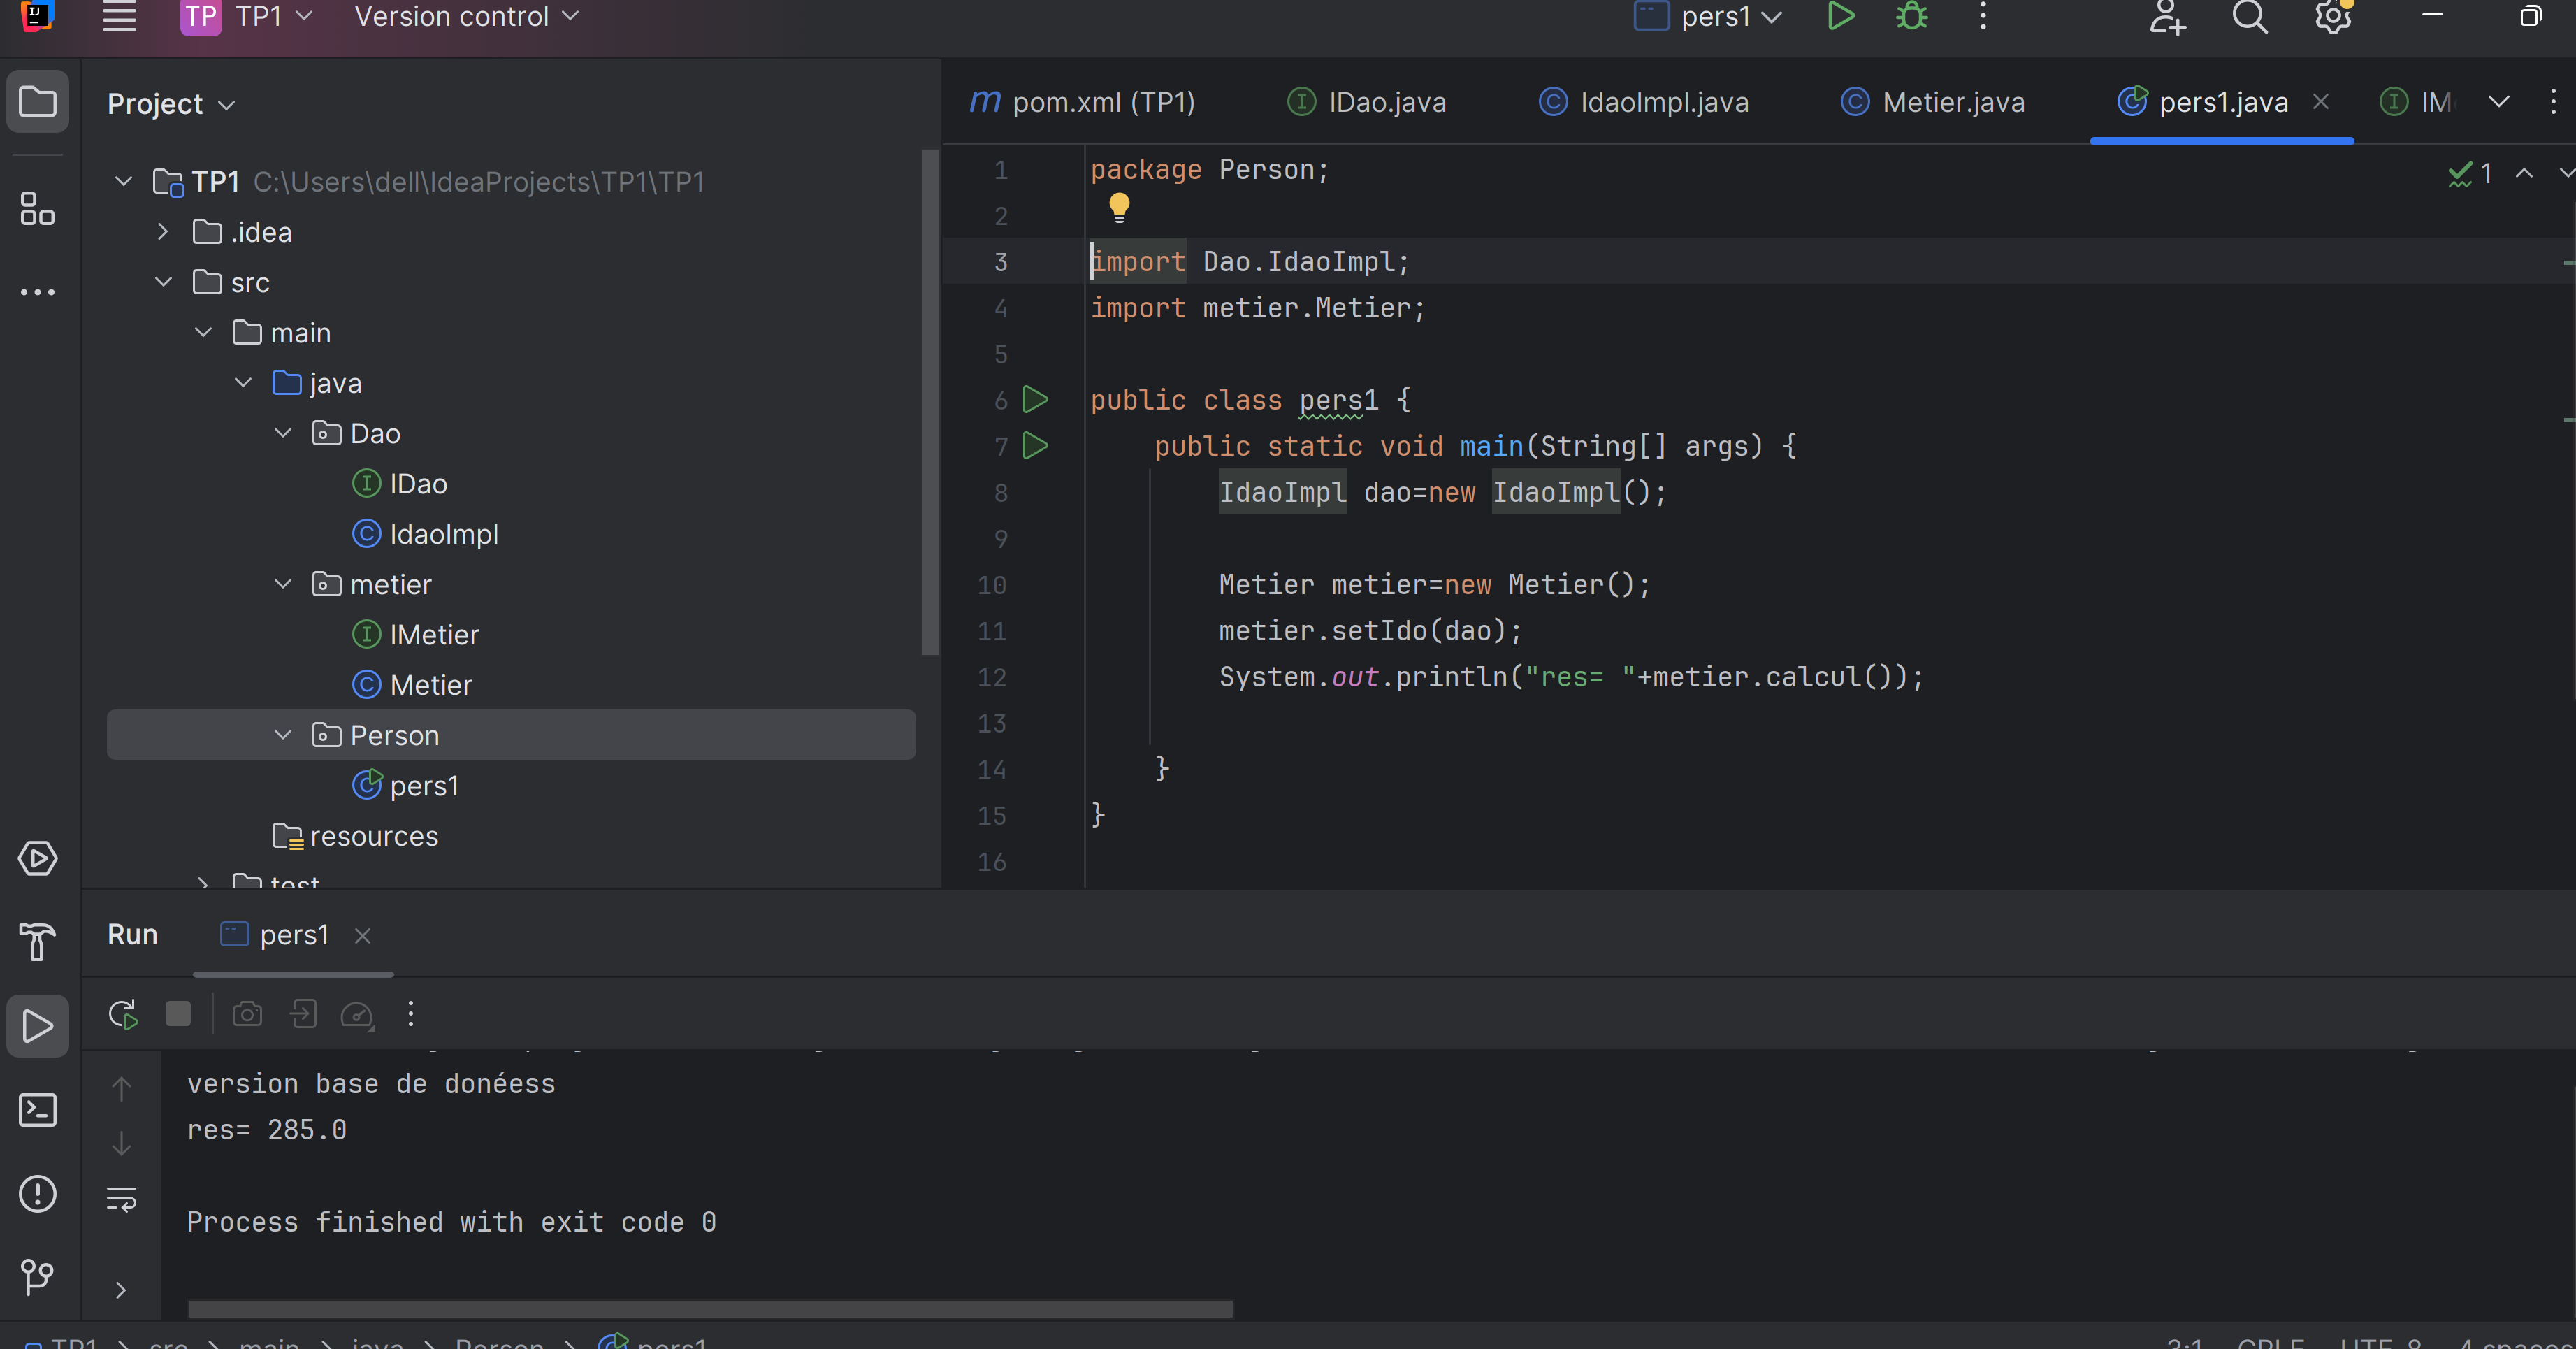 TP TP1 Version control pers1
Project
pom.xml (TP1) IDao.java IdaoImpl.java Metier.java pers1.java IM
TP1 C:\Users\dell\IdeaProjects\TP1\TP1
.idea
src
main
java
Dao
IDao
IdaoImpl
metier
IMetier
Metier
Person
pers1
resources
test
1 package Person;
2
3 import Dao.IdaoImpl;
4 import metier.Metier;
5
6 public class pers1 {
7 public static void main(String[] args) {
8 IdaoImpl dao=new IdaoImpl();
9
10 Metier metier=new Metier();
11 metier.setIdo(dao);
12 System.out.println("res= "+metier.calcul());
13
14 }
15 }
16
1
Run pers1
version base de donéess
res= 285.0
Process finished with exit code 0
TP1 src main java Person pers1 3:1 CRLF UTF-8 4 spaces